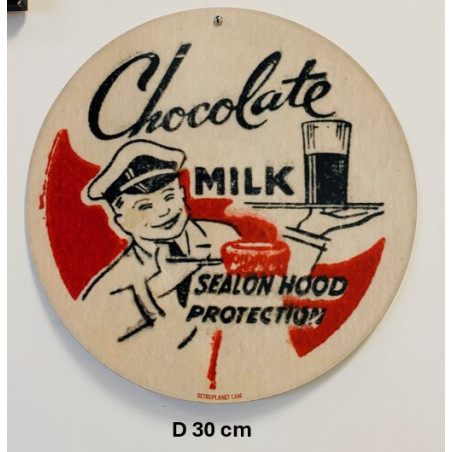 Chocolate
MILK
SEALON HOOD
PROTECTION
RETROPLANET.COM
D 30 cm